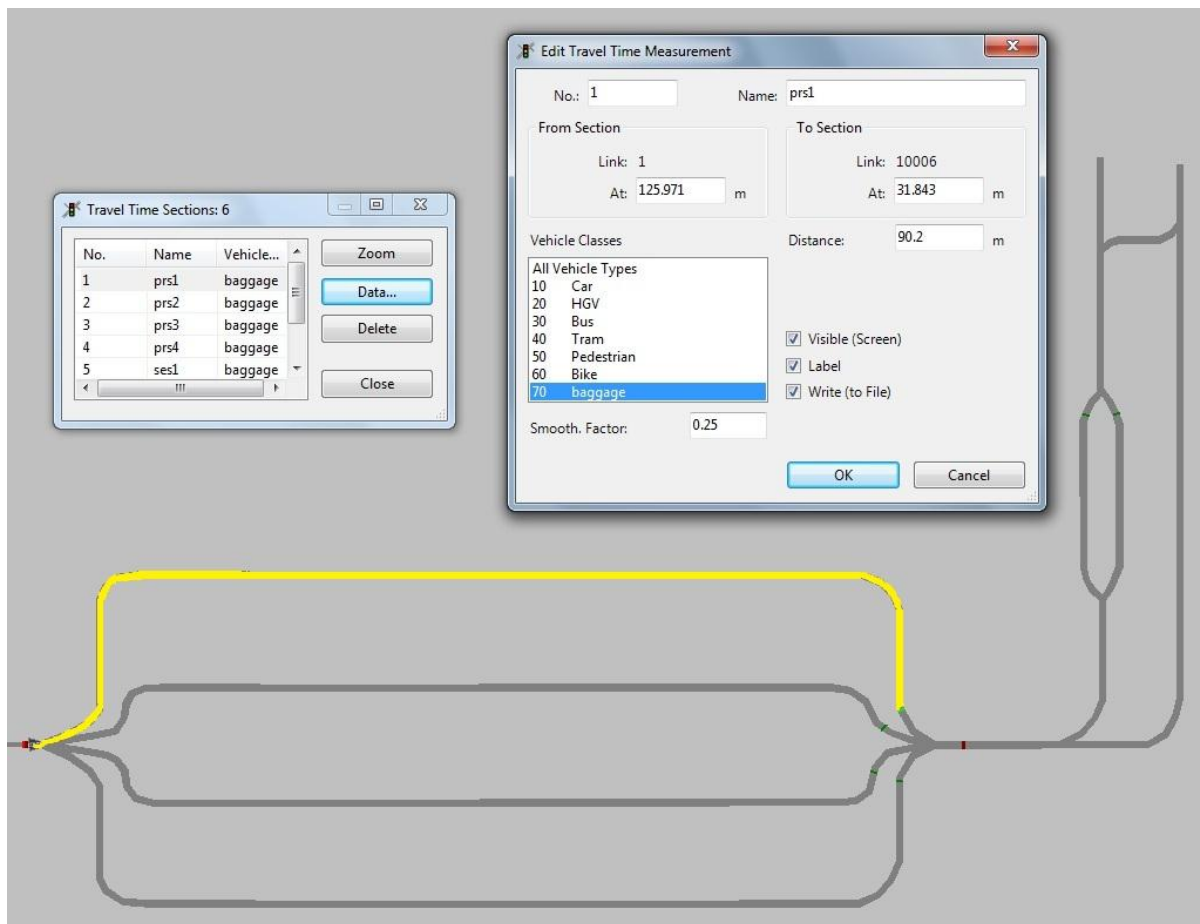 Edit Travel Time Measurement
No.: 1 Name: prs1
From Section To Section
Link: 1 Link: 10006
At: 125.971 m At: 31.843 m
Vehicle Classes Distance: 90.2 m
All Vehicle Types
10 Car
20 HGV
30 Bus
40 Tram
50 Pedestrian
60 Bike
70 baggage
Visible (Screen)
Label
Write (to File)
Smooth. Factor: 0.25
OK Cancel
Travel Time Sections: 6
No. Name Vehicle...
1 prs1 baggage
2 prs2 baggage
3 prs3 baggage
4 prs4 baggage
5 ses1 baggage
Zoom
Data...
Delete
Close